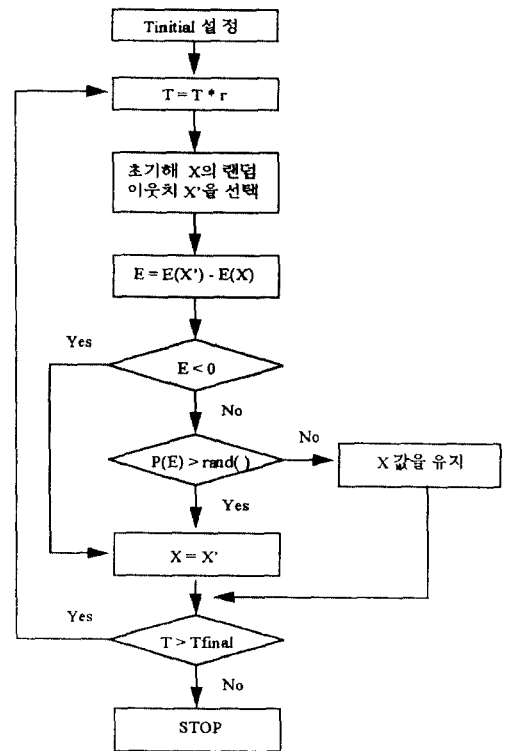 Tinitial 설 정
T = T * r
초기해 X의 랜덤
이웃치 X'을 선택
E = E(X') - E(X)
Yes
E < 0
No
P(E) > rand( )
No
X 값을 유지
Yes
X = X'
Yes
T > Tfinal
No
STOP